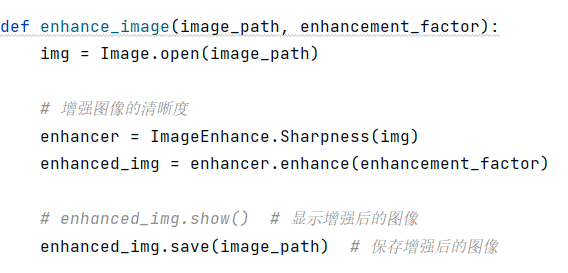 def enhance_image(image_path, enhancement_factor):
    img = Image.open(image_path)
    # 增强图像的清晰度
    enhancer = ImageEnhance.Sharpness(img)
    enhanced_img = enhancer.enhance(enhancement_factor)
    # enhanced_img.show()  # 显示增强后的图像
    enhanced_img.save(image_path)  # 保存增强后的图像